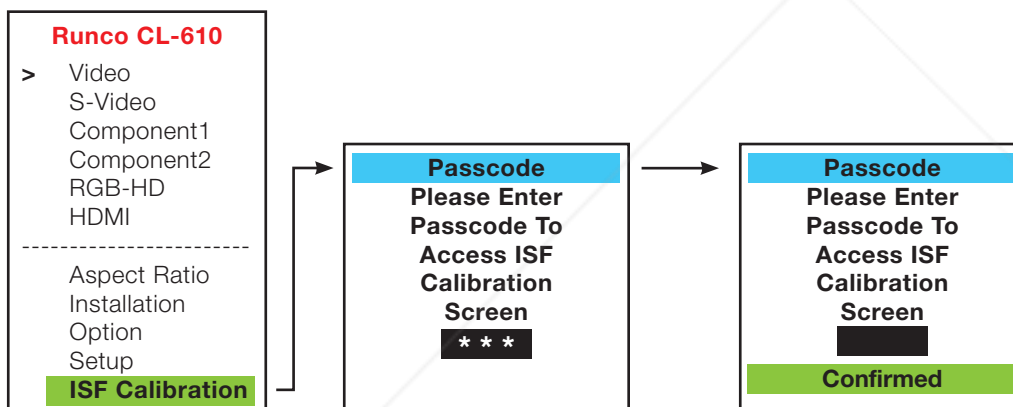 Runco CL-610
> Video
S-Video
Component1
Component2
RGB-HD
HDMI
------------------------
Aspect Ratio
Installation
Option
Setup
ISF Calibration
Passcode
Please Enter
Passcode To
Access ISF
Calibration
Screen
* * *
Passcode
Please Enter
Passcode To
Access ISF
Calibration
Screen
Confirmed